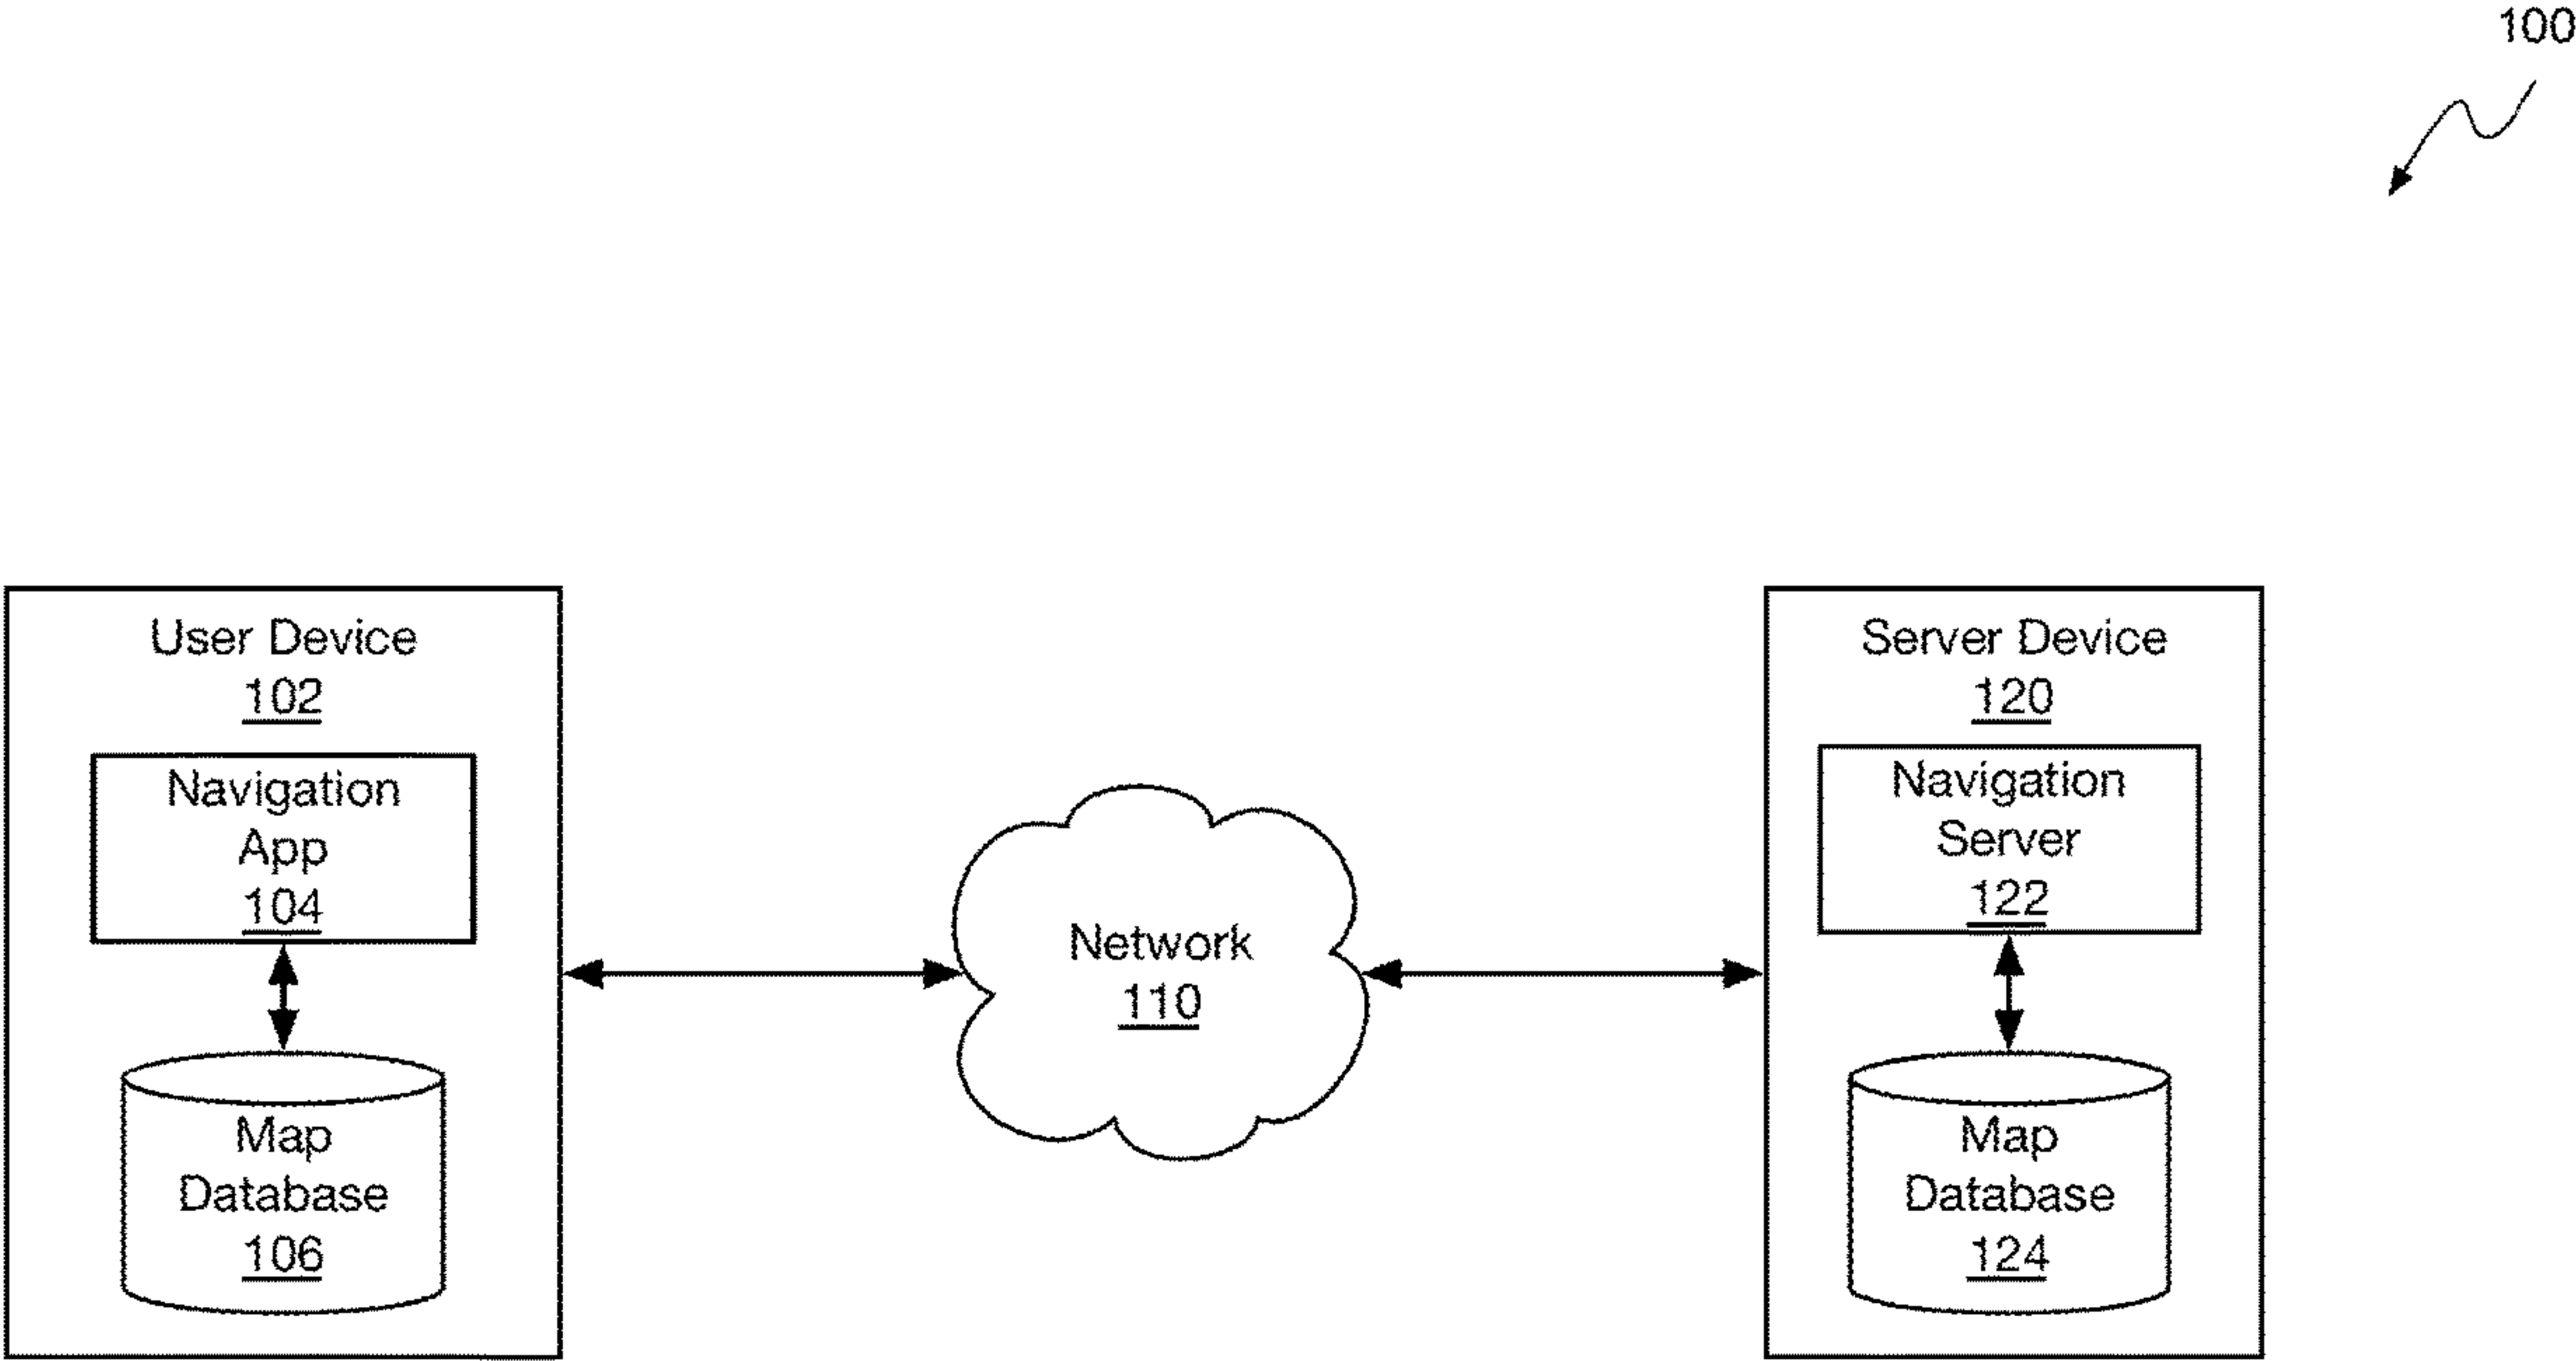 100
User Device
102
Navigation
App
104
Map
Database
106
Network
110
Server Device
120
Navigation
Server
122
Map
Database
124